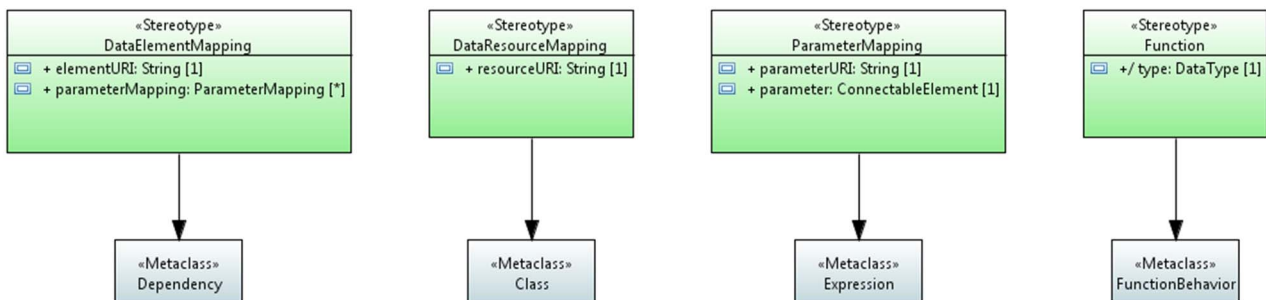 «Stereotype»
DataElementMapping
+ elementURI: String [1]
+ parameterMapping: ParameterMapping [*]
«Stereotype»
DataResourceMapping
+ resourceURI: String [1]
«Stereotype»
ParameterMapping
+ parameterURI: String [1]
+ parameter: ConnectableElement [1]
«Stereotype»
Function
+/ type: DataType [1]
«Metaclass»
Dependency
«Metaclass»
Class
«Metaclass»
Expression
«Metaclass»
FunctionBehavior